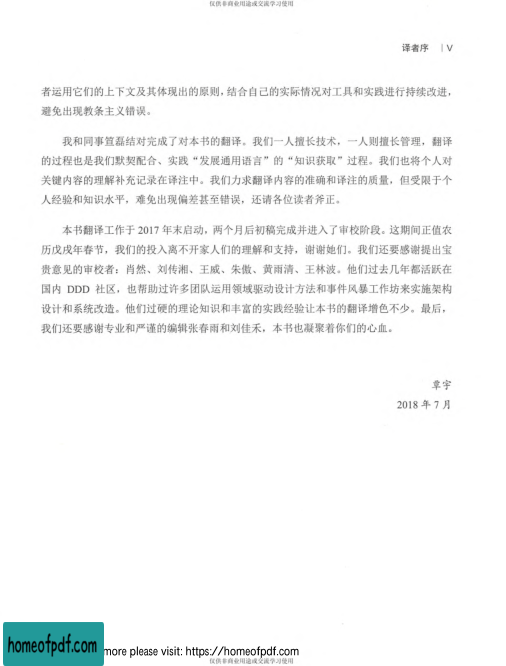 仅供非商业用途或交流学习使用
译者序 | V
者运用它们的上下文及其体现出的原则，结合自己的实际情况对工具和实践进行持续改进，
避免出现教条主义错误。
我和同事笪磊结对完成了对本书的翻译。我们一人擅长技术，一人则擅长管理，翻译
的过程也是我们默契配合、实践“发展通用语言”的“知识获取”过程。我们也将个人对
关键内容的理解补充记录在译注中。我们力求翻译内容的准确和译注的质量，但受限于个
人经验和知识水平，难免出现偏差甚至错误，还请各位读者斧正。
本书翻译工作于 2017 年末启动，两个月后初稿完成并进入了审校阶段。这期间正值农
历戊戌年春节，我们的投入离不开家人们的理解和支持，谢谢她们。我们还要感谢提出宝
贵意见的审校者：肖然、刘传湘、王威、朱傲、黄雨清、王林波。他们过去几年都活跃在
国内 DDD 社区，也帮助过许多团队运用领域驱动设计方法和事件风暴工作坊来实施架构
设计和系统改造。他们过硬的理论知识和丰富的实践经验让本书的翻译增色不少。最后，
我们还要感谢专业和严谨的编辑张春雨和刘佳禾，本书也凝聚着你们的心血。
覃宇
2018 年 7 月
homeofpdf.com
more please visit: https://homeofpdf.com
仅供非商业用途或交流学习使用